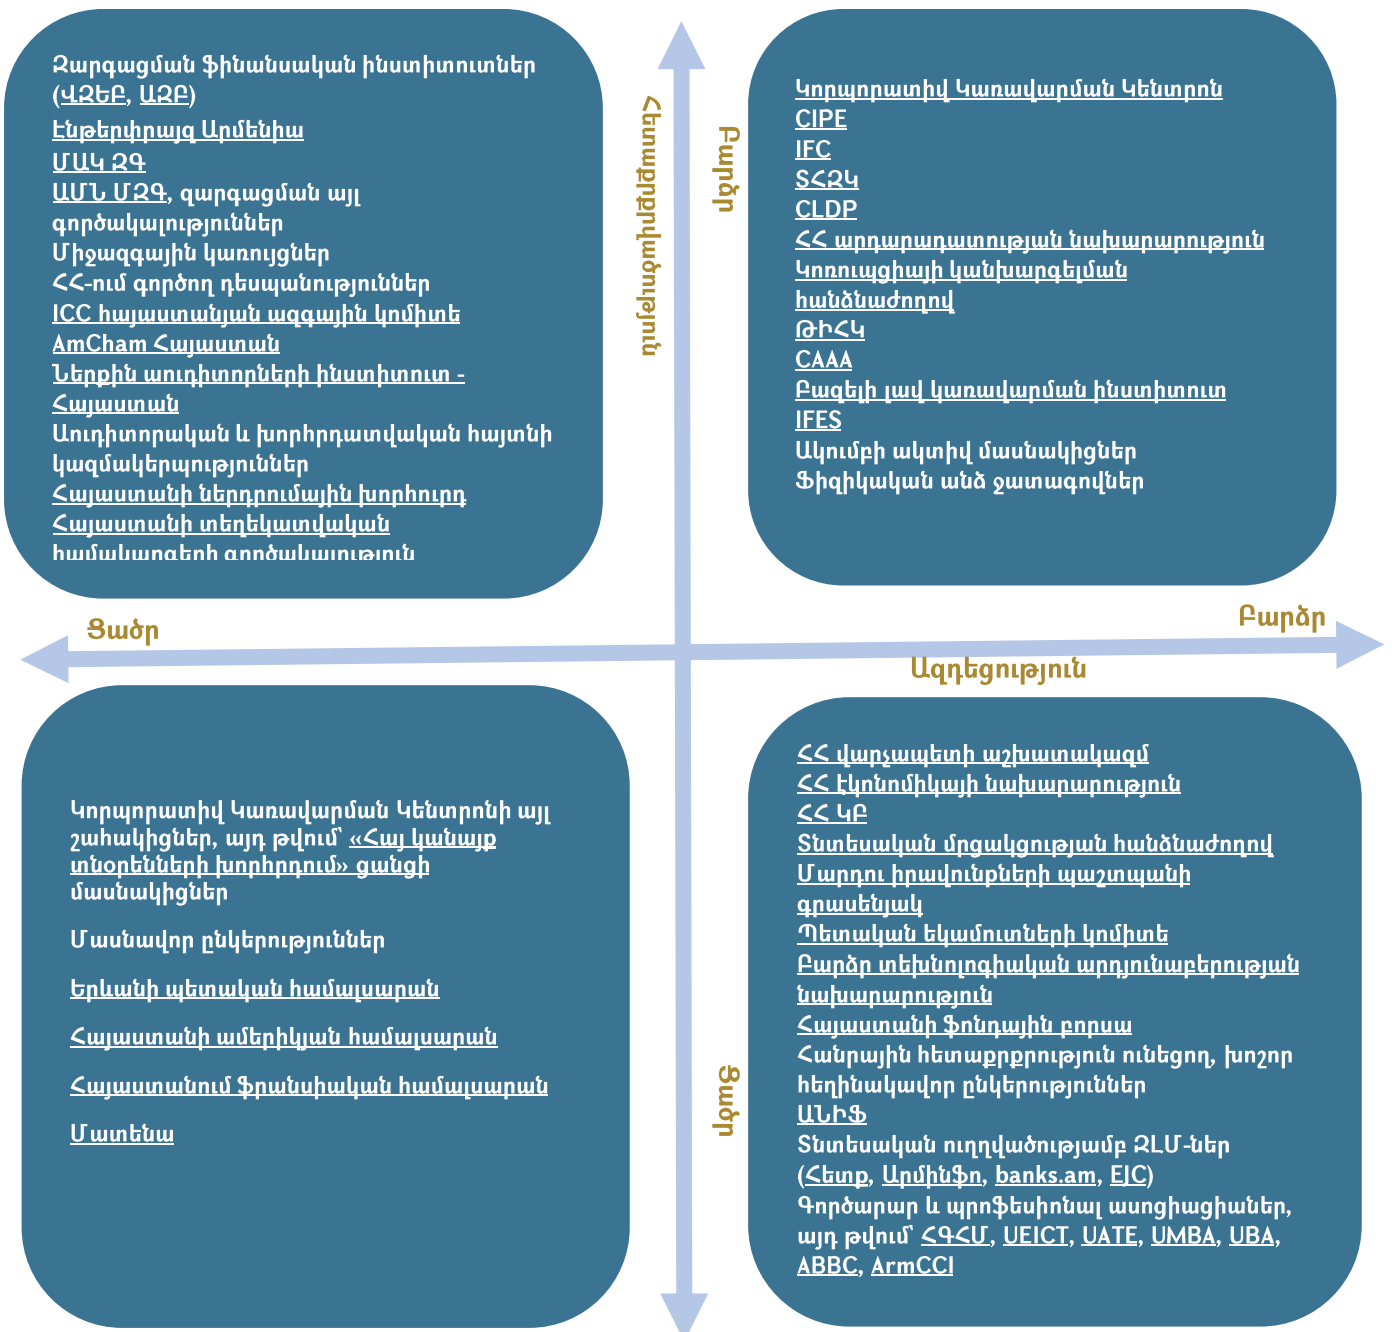 Զարգացման ֆինանսական ինստիտուտներ
(ՎԶԵԲ, ԱԶԲ)
Էնթերփրայզ Արմենիա
ՄԱԿ ԶԳ
ԱՄՆ ՄԶԳ, զարգացման այլ
գործակալություններ
Միջազգային կառույցներ
ՀՀ-ում գործող դեսպանություններ
ICC հայաստանյան ազգային կոմիտե
AmCham Հայաստան
Ներքին աուդիտորների ինստիտուտ -
Հայաստան
Աուդիտորական և խորհրդատվական հայտնի
կազմակերպություններ
Հայաստանի ներդրումային խորհուրդ
Հայաստանի տեղեկատվական
համակարգերի գործակալություն
Հետաքրքրվածություն
Բարձր
Կորպորատիվ Կառավարման Կենտրոն
CIPE
IFC
ՏՀԶԿ
CLDP
ՀՀ արդարադատության նախարարություն
Կոռուպցիայի կանխարգելման
հանձնաժողով
ԹԻՀԿ
CAAA
Բազելի լավ կառավարման ինստիտուտ
IFES
Ակումբի ակտիվ մասնակիցներ
Ֆիզիկական անձ ջատագովներ
Ցածր
Բարձր
Ազդեցություն
Կորպորատիվ Կառավարման Կենտրոնի այլ
շահակիցներ, այդ թվում՝ «Հայ կանայք
տնօրենների խորհրդում» ցանցի
մասնակիցներ
Մասնավոր ընկերություններ
Երևանի պետական համալսարան
Հայաստանի ամերիկյան համալսարան
Հայաստանում ֆրանսիական համալսարան
Մատենա
Ցածր
ՀՀ վարչապետի աշխատակազմ
ՀՀ էկոնոմիկայի նախարարություն
ՀՀ ԿԲ
Տնտեսական մրցակցության հանձնաժողով
Մարդու իրավունքների պաշտպանի
գրասենյակ
Պետական եկամուտների կոմիտե
Բարձր տեխնոլոգիական արդյունաբերության
նախարարություն
Հայաստանի ֆոնդային բորսա
Հանրային հետաքրքրություն ունեցող, խոշոր
հեղինակավոր ընկերություններ
ԱՆԻՖ
Տնտեսական ուղղվածությամբ ԶԼՄ-ներ
(Հետք, Արմինֆո, banks.am, EJC)
Գործարար և պրոֆեսիոնալ ասոցիացիաներ,
այդ թվում՝ ՀԳՀՄ, UEICT, UATE, UMBA, UBA,
ABBC, ArmCCI